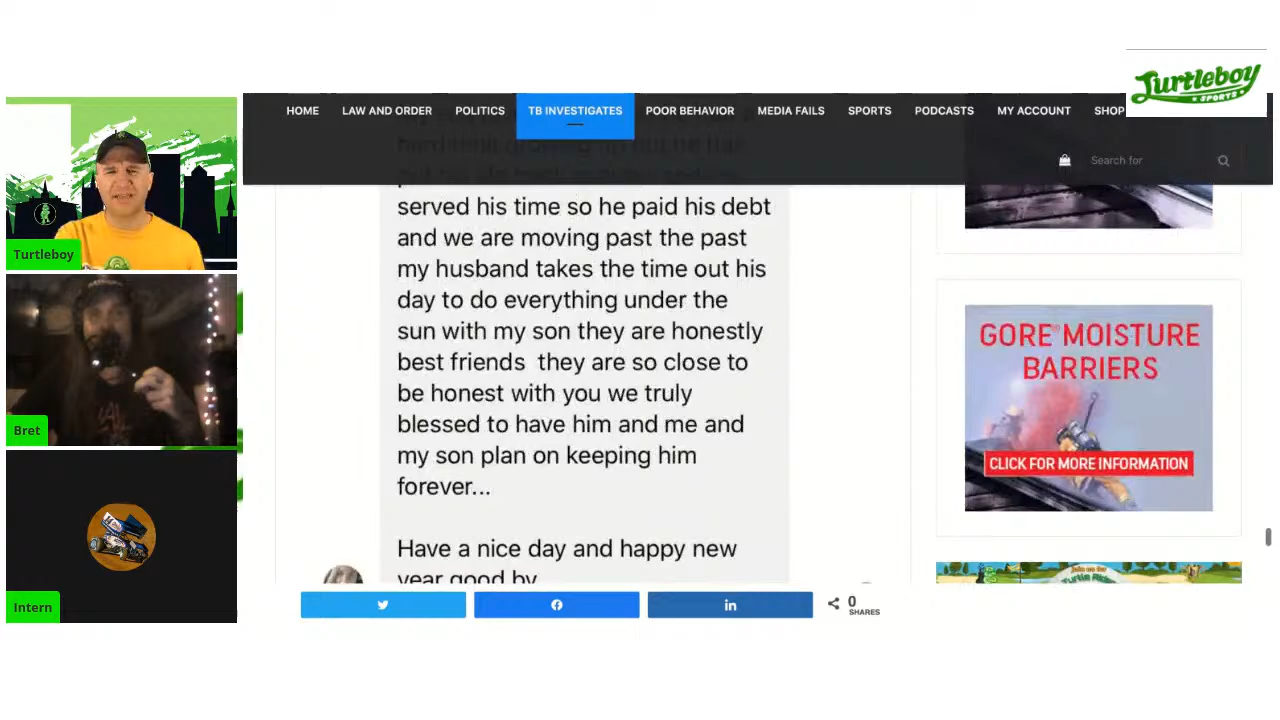 Turtleboy
SPORTS
HOME LAW AND ORDER POLITICS TB INVESTIGATES POOR BEHAVIOR MEDIA FAILS SPORTS PODCASTS MY ACCOUNT SHOP
Search for
served his time so he paid his debt
and we are moving past the past
my husband takes the time out his
day to do everything under the
sun with my son they are honestly
best friends they are so close to
be honest with you we truly
blessed to have him and me and
my son plan on keeping him
forever...
Have a nice day and happy new
year good by
Turtleboy
Bret
Intern
GORE MOISTURE
BARRIERS
CLICK FOR MORE INFORMATION
0
SHARES